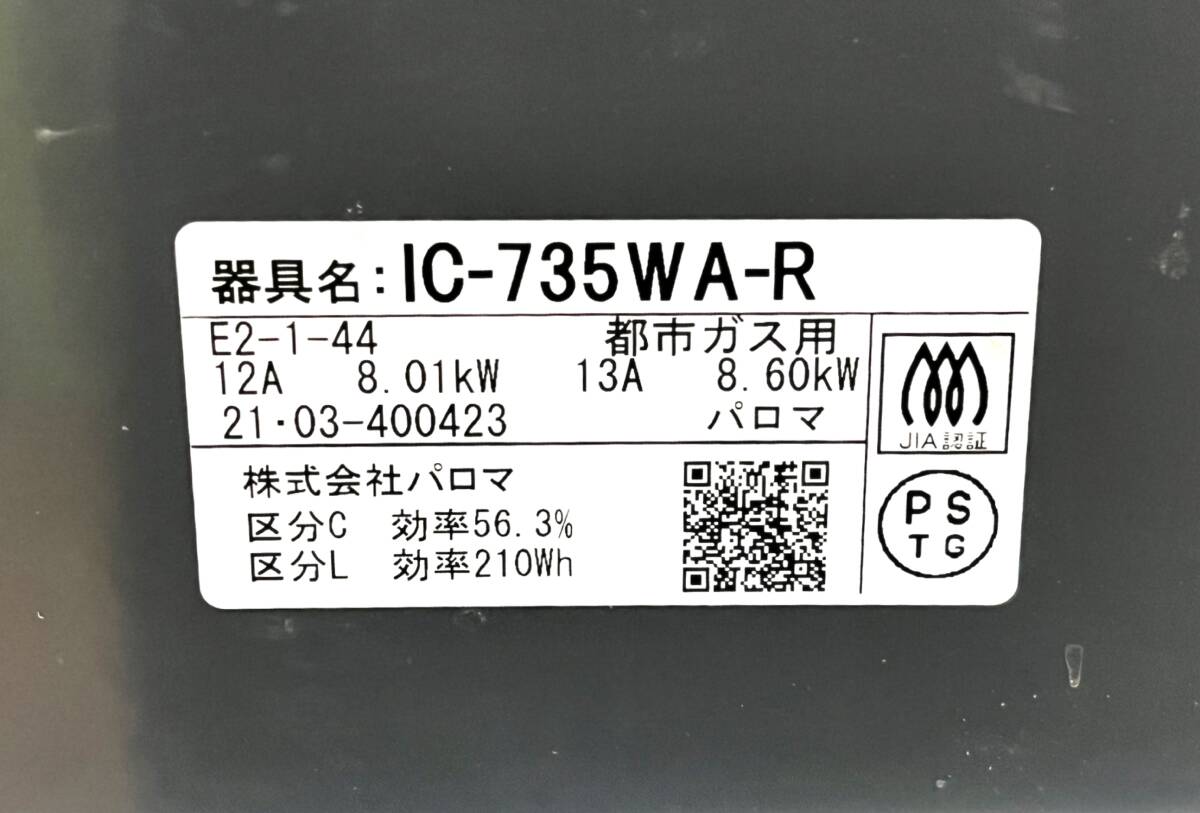 器具名:IC-735WA-R
E2-1-44 都市ガス用
12A 8.01kW 13A 8.60kW
21・03-400423 パロマ
JIA認証
株式会社パロマ
区分C 効率56.3%
区分L 効率210Wh
PS
TG